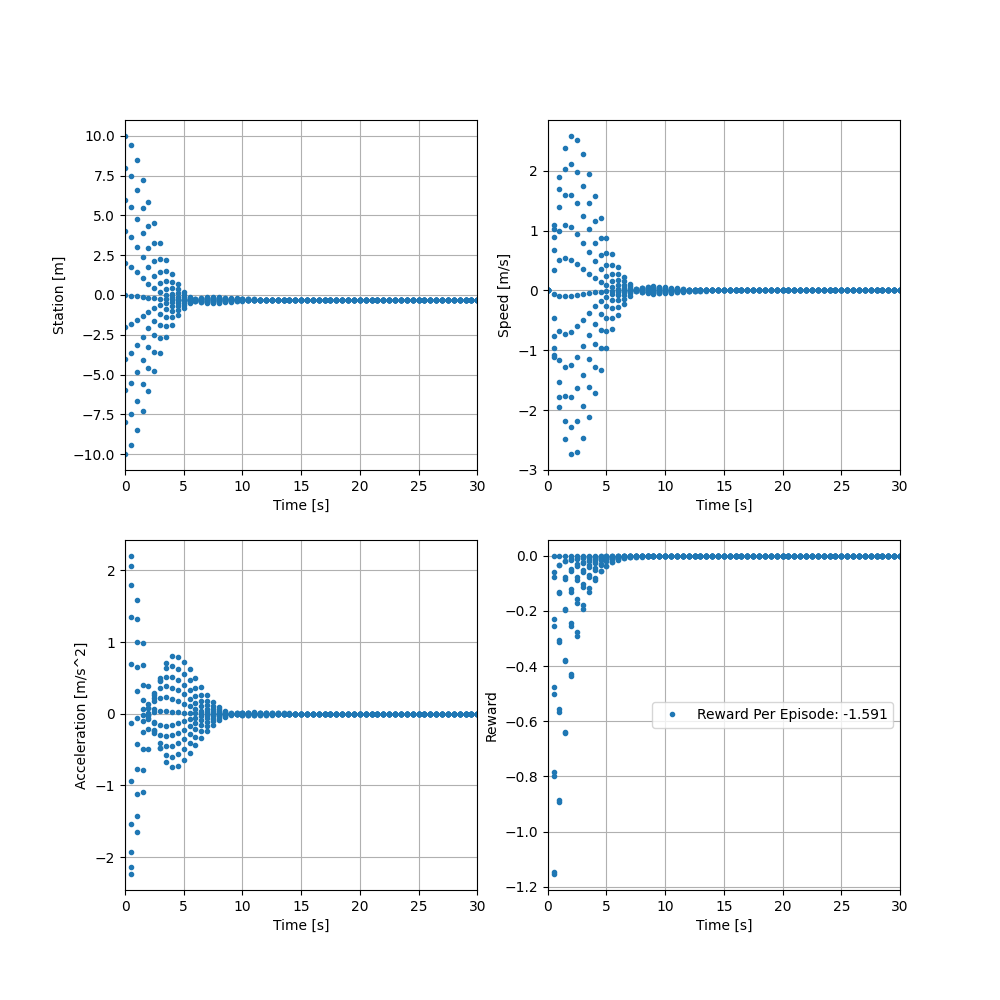 10.0
7.5
5.0
2.5
0.0
−2.5
−5.0
−7.5
−10.0
Station [m]
0 5 10 15 20 25 30
Time [s]
2
1
0
−1
−2
−3
Speed [m/s]
0 5 10 15 20 25 30
Time [s]
2
1
0
−1
−2
Acceleration [m/s^2]
0 5 10 15 20 25 30
Time [s]
0.0
−0.2
−0.4
−0.6
−0.8
−1.0
−1.2
Reward
Reward Per Episode: -1.591
0 5 10 15 20 25 30
Time [s]